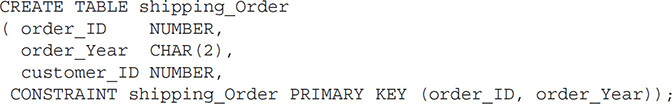 CREATE TABLE shipping_Order
( order_ID NUMBER,
order_Year CHAR(2),
customer_ID NUMBER,
CONSTRAINT shipping_Order PRIMARY KEY (order_ID, order_Year));